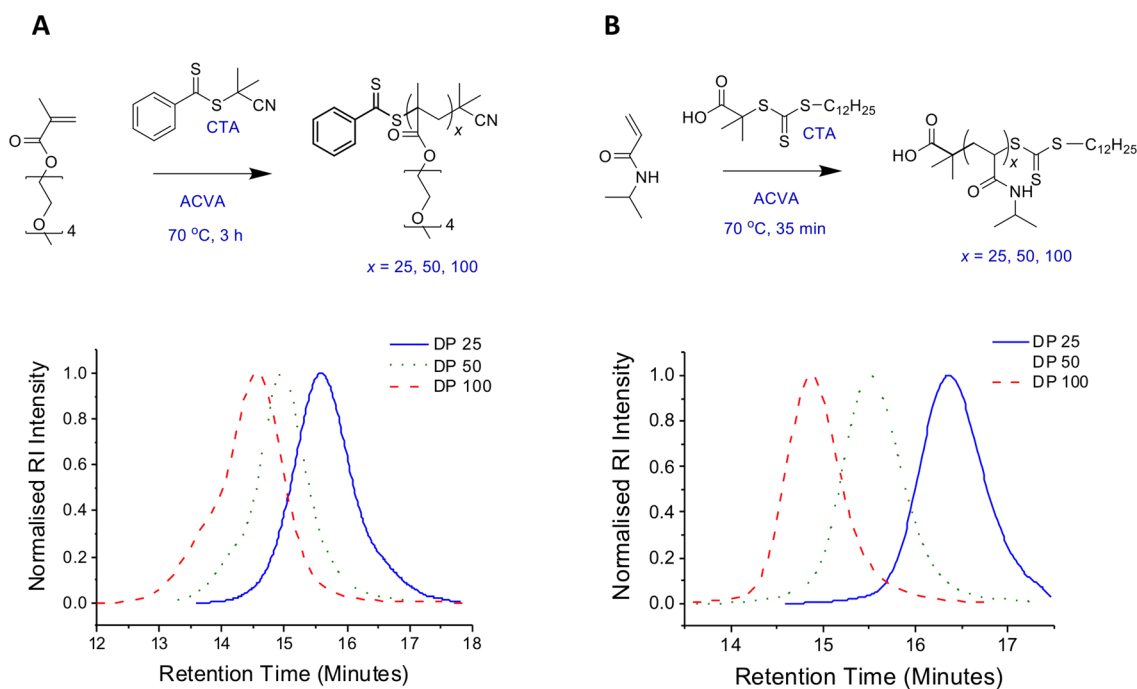 A
S
S
CN
CTA
O
O
O
4
ACVA
70 °C, 3 h
S
S
x
CN
O
O
O
4
x = 25, 50, 100
B
O
NH
O
HO
S
S
S
C12H25
CTA
ACVA
70 °C, 35 min
O
HO
x
S
S
S
C12H25
O
NH
x = 25, 50, 100
DP 25
DP 50
DP 100
Normalised RI Intensity
1.0
0.8
0.6
0.4
0.2
0.0
12 13 14 15 16 17 18
Retention Time (Minutes)
DP 25
DP 50
DP 100
Normalised RI Intensity
1.0
0.8
0.6
0.4
0.2
0.0
14 15 16 17
Retention Time (Minutes)